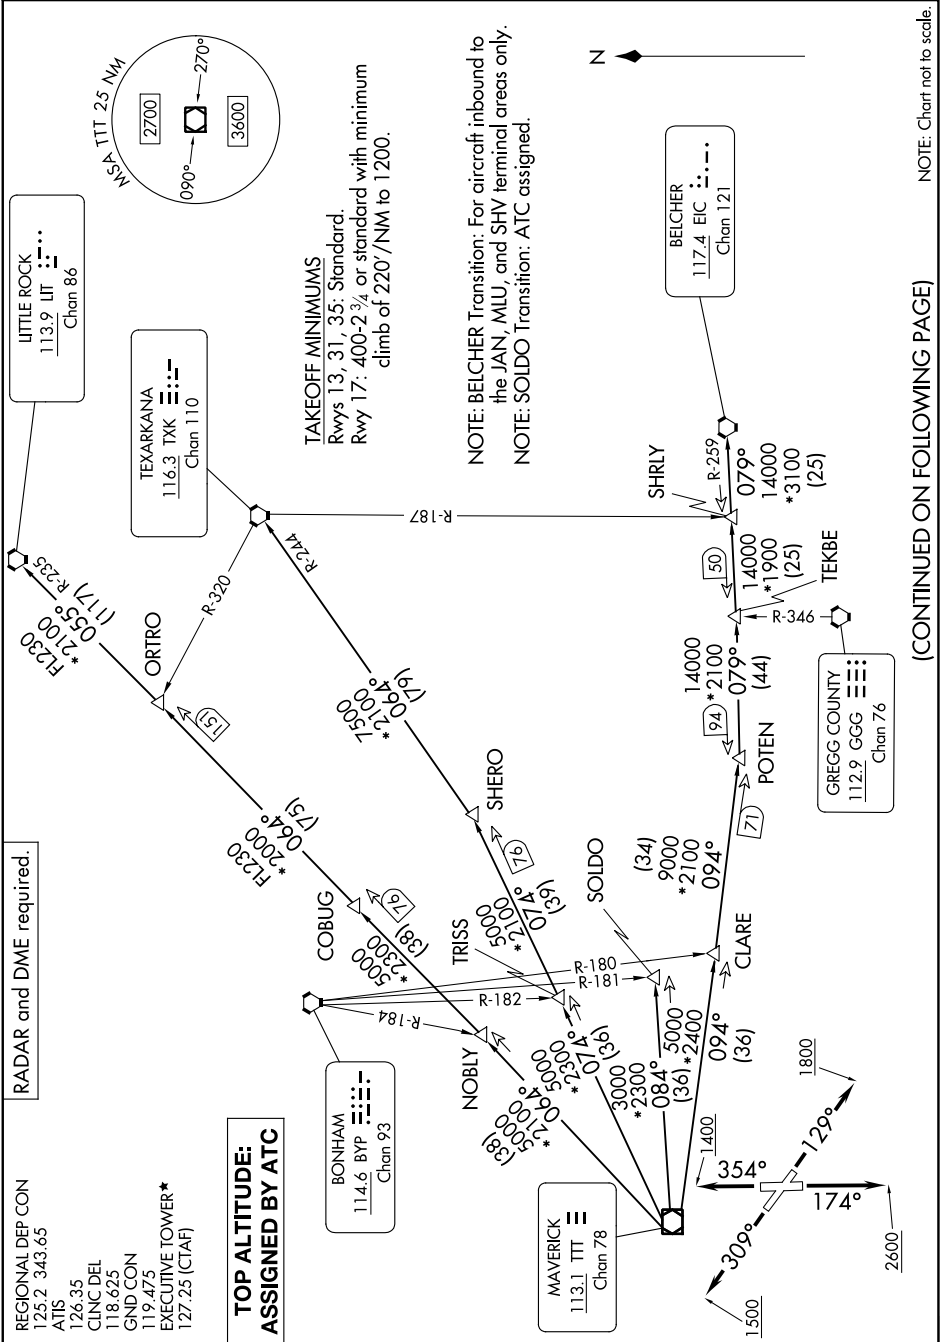 REGIONAL DEP CON
125.2 343.65
ATIS
126.35
CLNC DEL
118.625
GND CON
119.475
EXECUTIVE TOWER★
127.25 (CTAF)
RADAR and DME required.
TOP ALTITUDE:
ASSIGNED BY ATC
LITTLE ROCK
113.9 LIT
Chan 86
MSA TTT 25 NM
2700
090°
270°
3600
TEXARKANA
116.3 TXK
Chan 110
TAKEOFF MINIMUMS
Rwys 13, 31, 35: Standard.
Rwy 17: 400-2 ¾ or standard with minimum
climb of 220'/NM to 1200.
NOTE: BELCHER Transition: For aircraft inbound to
the JAN, MLU, and SHV terminal areas only.
NOTE: SOLDO Transition: ATC assigned.
N
BELCHER
117.4 EIC
Chan 121
BONHAM
114.6 BYP
Chan 93
MAVERICK
113.1 TTT
Chan 78
GREGG COUNTY
112.9 GGG
Chan 76
R-235
FL230
*2100
055°
(117)
ORTRO
R-320
151
FL230
*2000
064°
(75)
COBUG
76
5000
*2300
(38)
NOBLY
R-184
5000
*2100
064°
(38)
R-244
7500
*2100
064°
(79)
SHERO
76
5000
*2100
074°
(39)
TRISS
R-182
5000
*2300
074°
(36)
SOLDO
R-181
3000
*2300
084°
(36)
R-180
CLARE
5000
*2400
094°
(36)
(34)
9000
*2100
094°
71
POTEN
94
14000
*2100
079°
(44)
TEKBE
R-346
50
14000
*1900
(25)
SHRLY
R-187
R-259
079°
14000
*3100
(25)
1400
354°
174°
2600
129°
1800
309°
1500
(CONTINUED ON FOLLOWING PAGE)
NOTE: Chart not to scale.